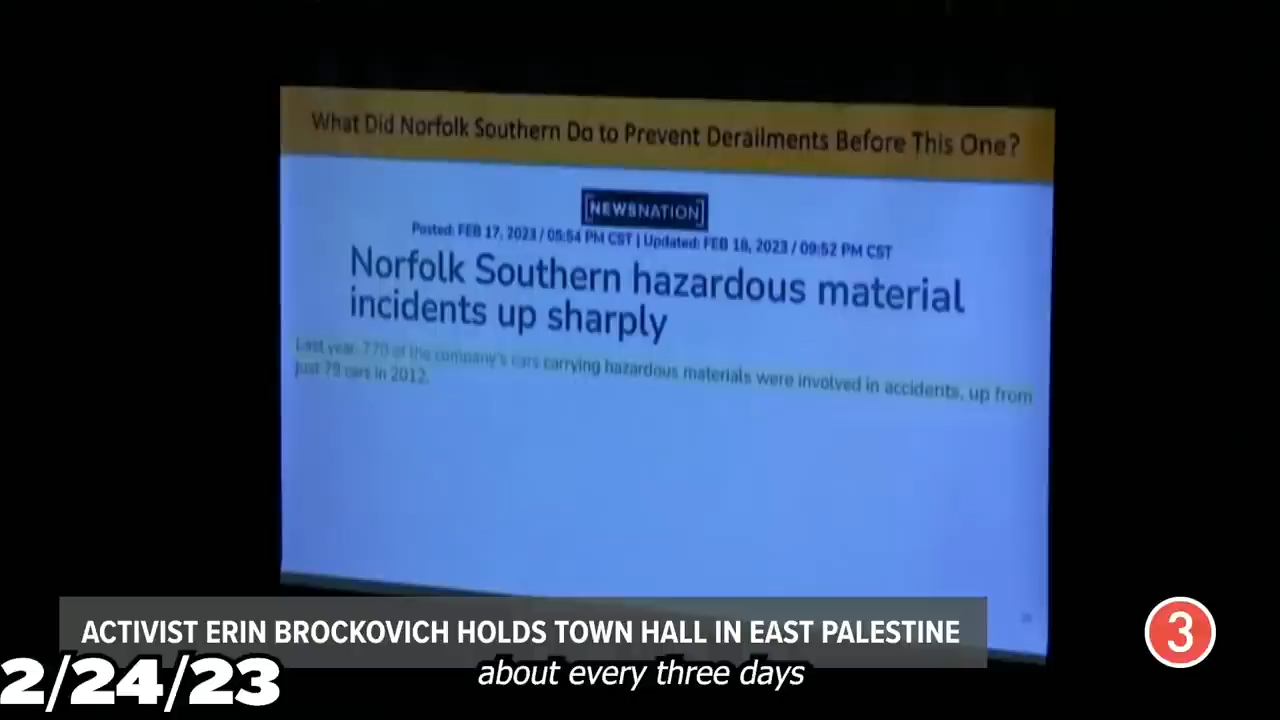 What Did Norfolk Southern Do to Prevent Derailments Before This One?
[NEWSNATION]
Posted: FEB 17, 2023 / 05:54 PM CST | Updated: FEB 18, 2023 / 09:52 PM CST
Norfolk Southern hazardous material
incidents up sharply
Last year, 770 of the company's cars carrying hazardous materials were involved in accidents, up from
just 79 cars in 2012.
ACTIVIST ERIN BROCKOVICH HOLDS TOWN HALL IN EAST PALESTINE
3
2/24/23
about every three days